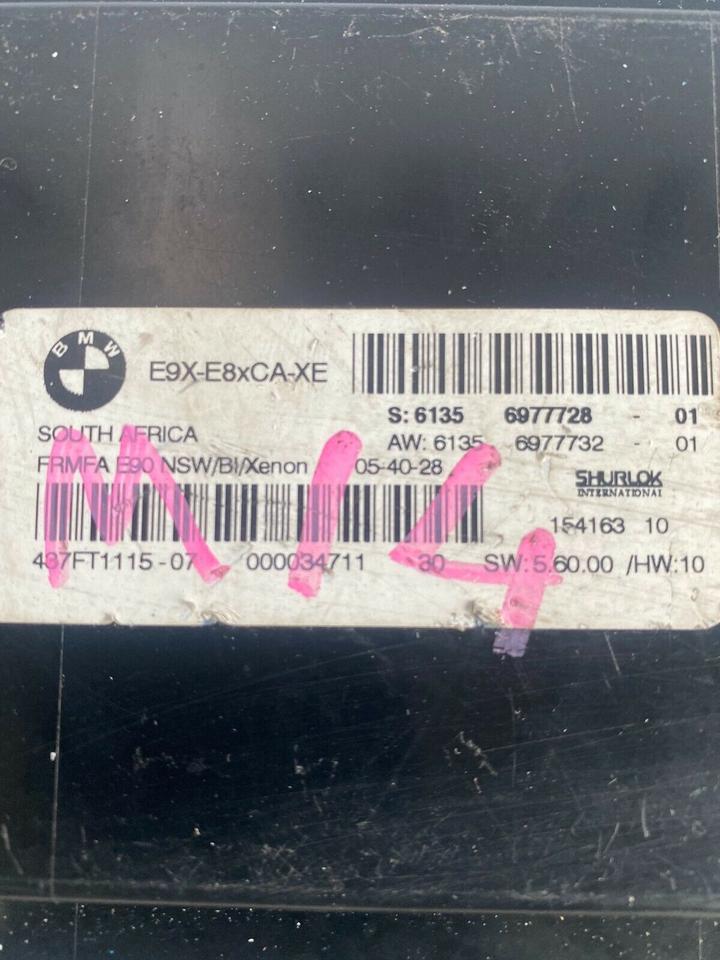 BMW
E9X-E8xCA-XE
S: 6135 6977728 - 01
SOUTH AFRICA
AW: 6135 6977732 - 01
FRMFA E90 NSW/BI/Xenon 05-40-28
SHURLOK
INTERNATIONAL
154163 10
437FT1115-07 000034711 30 SW: 5.60.00 /HW:10
M14